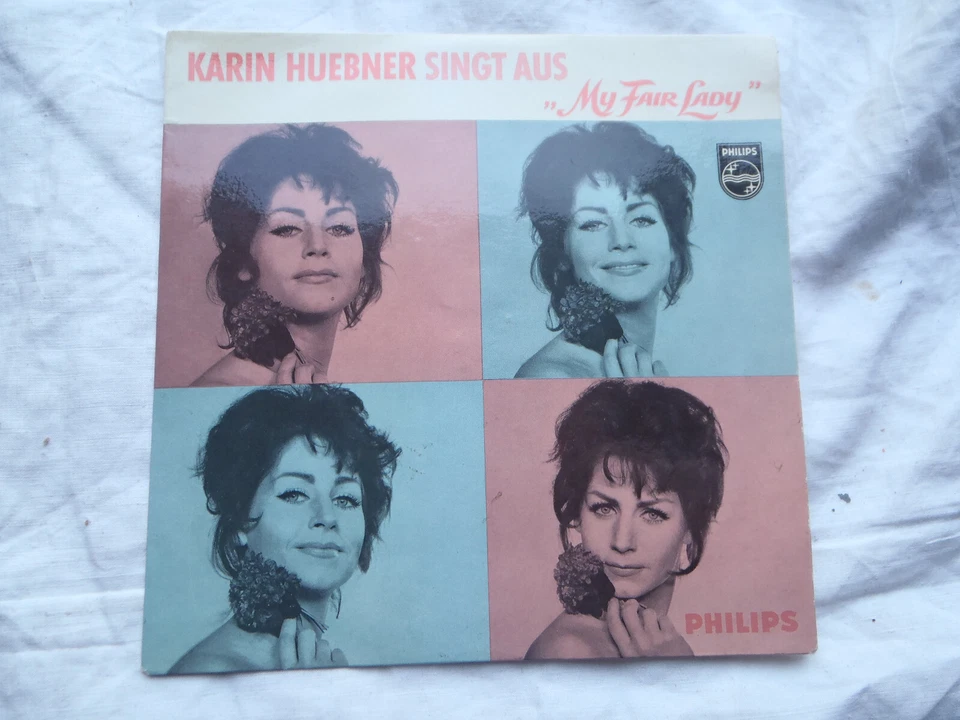 KARIN HUEBNER SINGT AUS
„My Fair Lady”
PHILIPS
PHILIPS